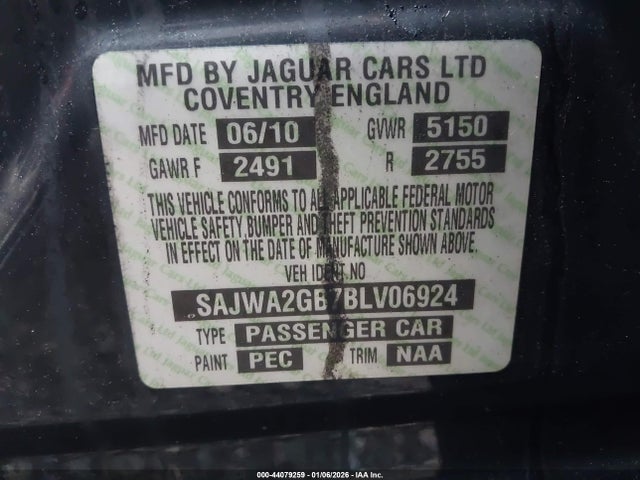 MFD BY JAGUAR CARS LTD
COVENTRY ENGLAND
MFD DATE 06/10 GVWR 5150
GAWR F 2491 R 2755
THIS VEHICLE CONFORMS TO ALL APPLICABLE FEDERAL MOTOR
VEHICLE SAFETY, BUMPER AND THEFT PREVENTION STANDARDS
IN EFFECT ON THE DATE OF MANUFACTURE SHOWN ABOVE.
VEH IDENT NO
SAJWA2GB7BLV06924
TYPE PASSENGER CAR
PAINT PEC TRIM NAA
000-44079259 | 01/06/2026 - © IAA Inc.